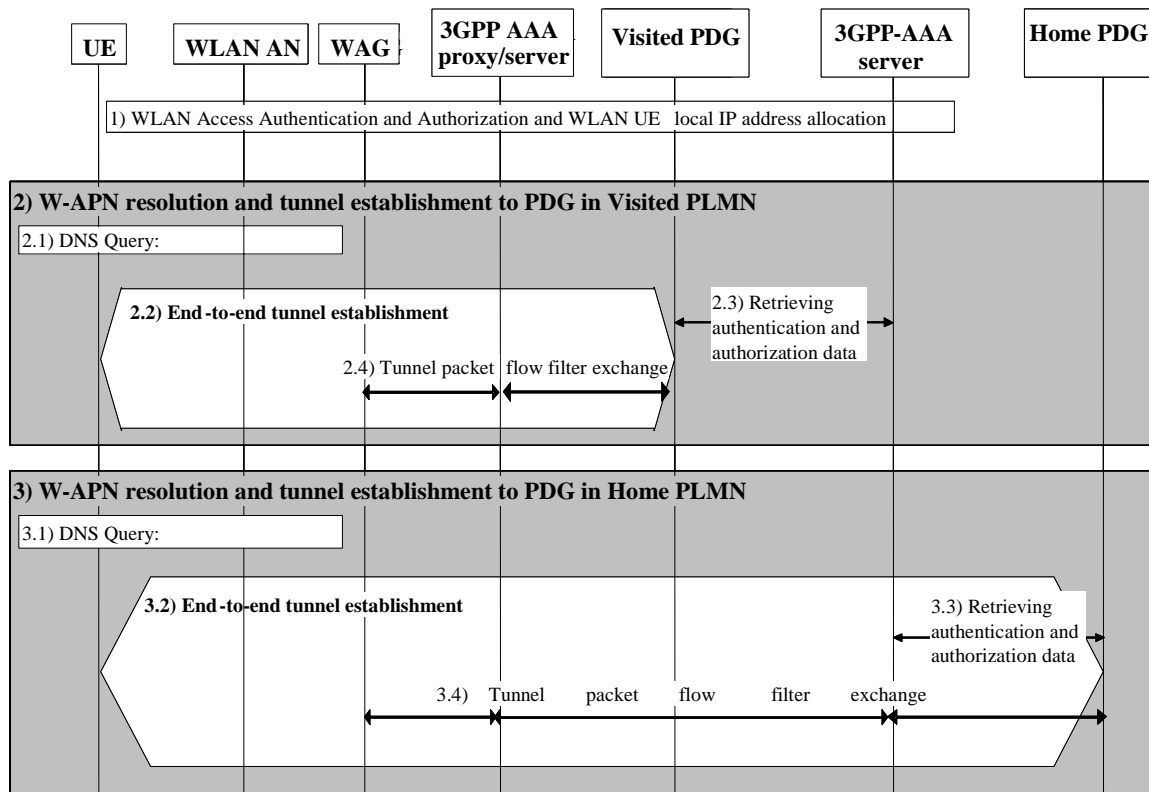 UE
WLAN AN
WAG
3GPP AAA
proxy/server
Visited PDG
3GPP-AAA
server
Home PDG
1) WLAN Access Authentication and Authorization and WLAN UE local IP address allocation
2) W-APN resolution and tunnel establishment to PDG in Visited PLMN
2.1) DNS Query:
2.2) End-to-end tunnel establishment
2.3) Retrieving
authentication and
authorization data
2.4) Tunnel packet flow filter exchange
3) W-APN resolution and tunnel establishment to PDG in Home PLMN
3.1) DNS Query:
3.2) End-to-end tunnel establishment
3.3) Retrieving
authentication and
authorization data
3.4) Tunnel packet flow filter exchange